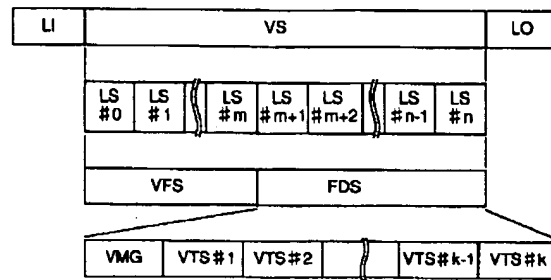 LI VS LO
LS #0 LS #1 LS #m LS #m+1 LS #m+2 LS #n-1 LS #n
VFS FDS
VMG VTS#1 VTS#2 VTS#k-1 VTS#k